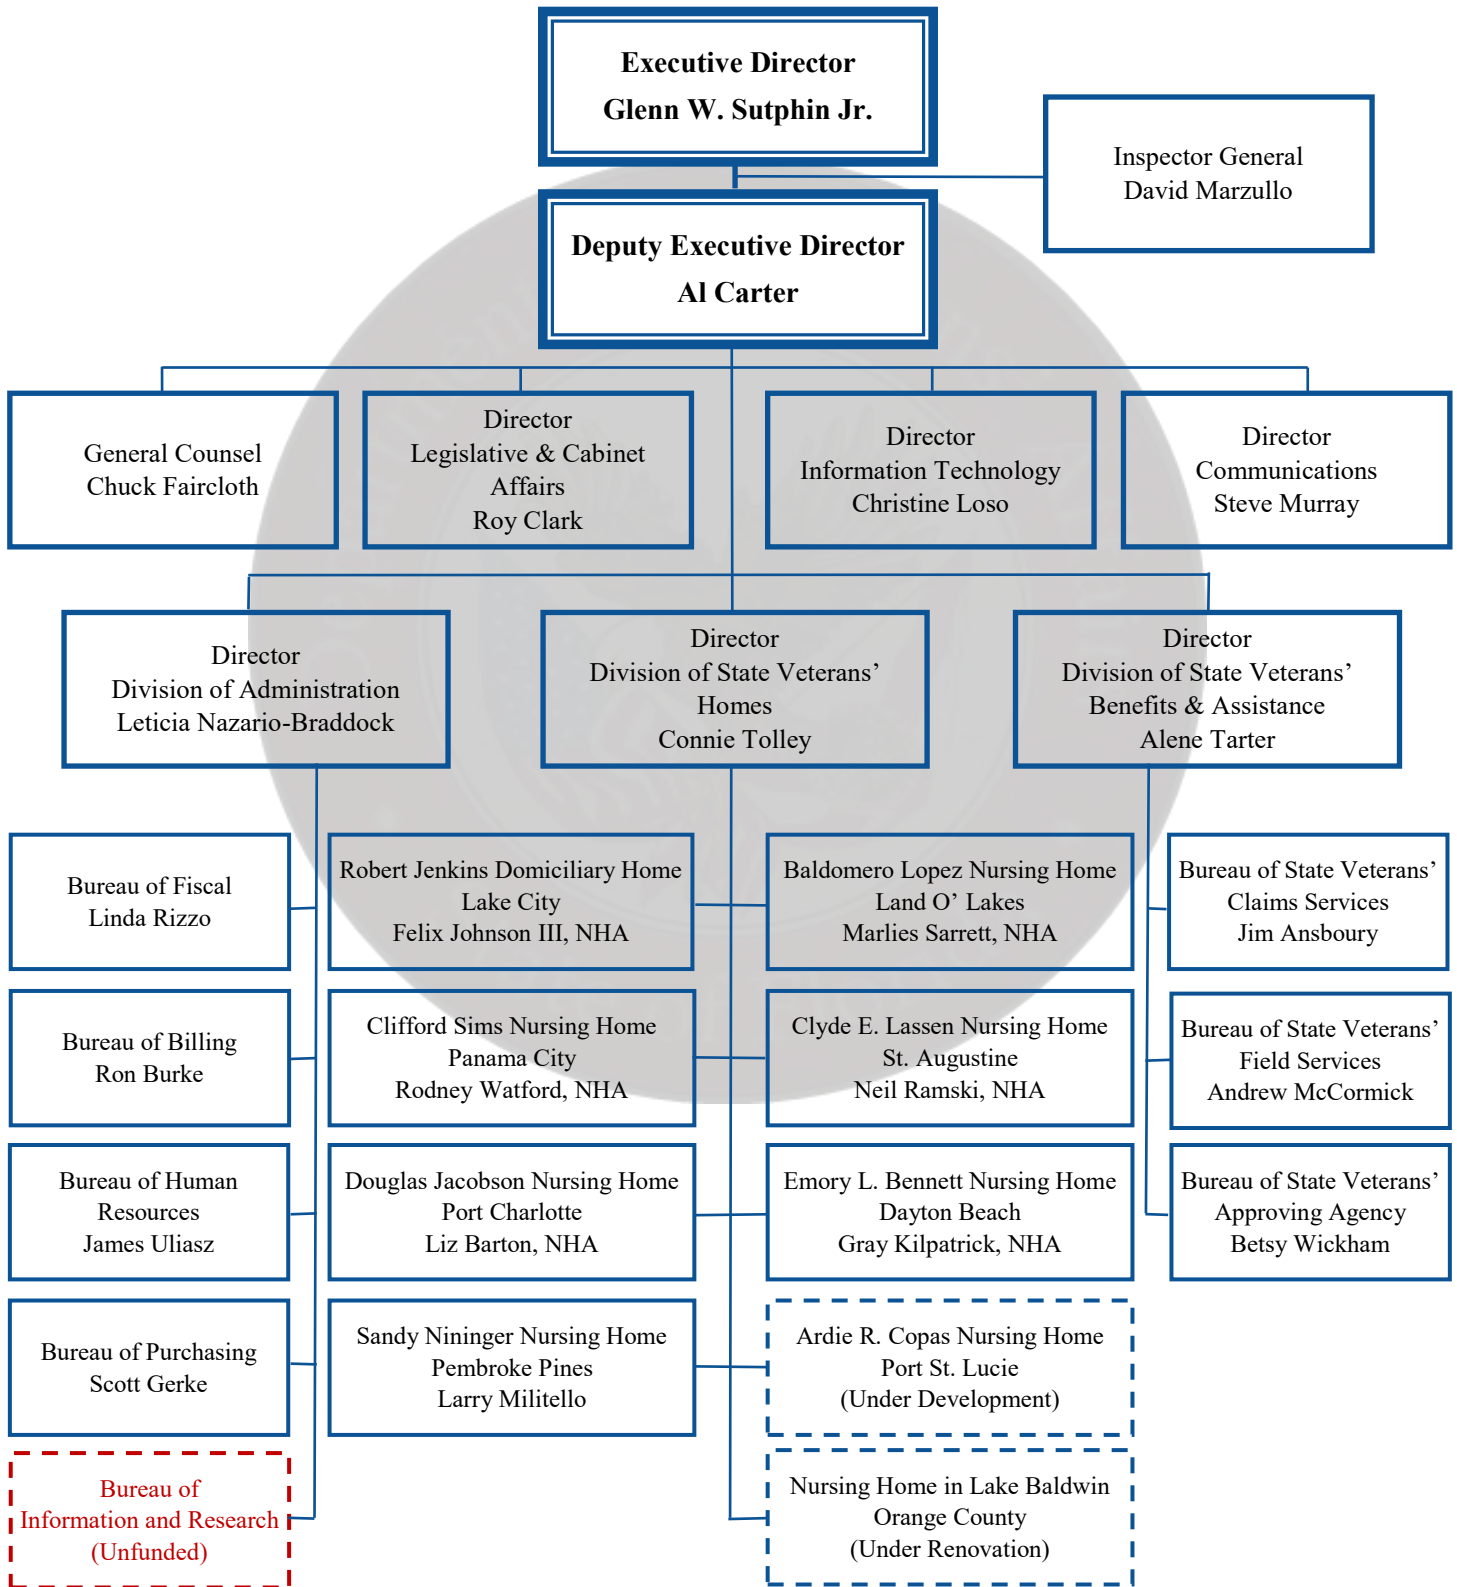 Executive Director
Glenn W. Sutphin Jr.
Inspector General
David Marzullo
Deputy Executive Director
Al Carter
General Counsel
Chuck Faircloth
Director
Legislative & Cabinet
Affairs
Roy Clark
Director
Information Technology
Christine Loso
Director
Communications
Steve Murray
Director
Division of Administration
Leticia Nazario-Braddock
Director
Division of State Veterans’
Homes
Connie Tolley
Director
Division of State Veterans’
Benefits & Assistance
Alene Tarter
Bureau of Fiscal
Linda Rizzo
Robert Jenkins Domiciliary Home
Lake City
Felix Johnson III, NHA
Baldomero Lopez Nursing Home
Land O’ Lakes
Marlies Sarrett, NHA
Bureau of State Veterans’
Claims Services
Jim Ansboury
Bureau of Billing
Ron Burke
Clifford Sims Nursing Home
Panama City
Rodney Watford, NHA
Clyde E. Lassen Nursing Home
St. Augustine
Neil Ramski, NHA
Bureau of State Veterans’
Field Services
Andrew McCormick
Bureau of Human
Resources
James Uliasz
Douglas Jacobson Nursing Home
Port Charlotte
Liz Barton, NHA
Emory L. Bennett Nursing Home
Dayton Beach
Gray Kilpatrick, NHA
Bureau of State Veterans’
Approving Agency
Betsy Wickham
Bureau of Purchasing
Scott Gerke
Sandy Nininger Nursing Home
Pembroke Pines
Larry Militello
Ardie R. Copas Nursing Home
Port St. Lucie
(Under Development)
Bureau of
Information and Research
(Unfunded)
Nursing Home in Lake Baldwin
Orange County
(Under Renovation)